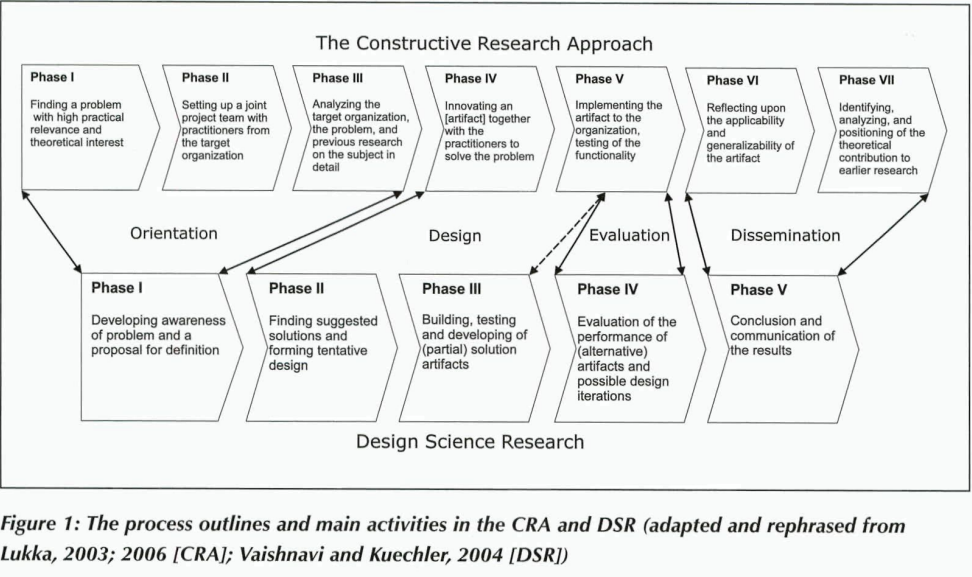 The Constructive Research Approach
Phase I
Finding a problem
with high practical
relevance and
theoretical interest
Phase II
Setting up a joint
project team with
practitioners from
the target
organization
Phase III
Analyzing the
target organization,
the problem, and
previous research
on the subject in
detail
Phase IV
Innovating an
[artifact] together
with the
practitioners to
solve the problem
Phase V
Implementing the
artifact to the
organization,
testing of the
functionality
Phase VI
Reflecting upon
the applicability
and
generalizability of
the artifact
Phase VII
Identifying,
analyzing, and
positioning of the
theoretical
contribution to
earlier research
Orientation
Design
Evaluation
Dissemination
Phase I
Developing awareness
of problem and a
proposal for definition
Phase II
Finding suggested
solutions and
forming tentative
design
Phase III
Building, testing
and developing of
(partial) solution
artifacts
Phase IV
Evaluation of the
performance of
(alternative)
artifacts and
possible design
iterations
Phase V
Conclusion and
communication of
the results
Design Science Research
Figure 1: The process outlines and main activities in the CRA and DSR (adapted and rephrased from
Lukka, 2003; 2006 [CRA]; Vaishnavi and Kuechler, 2004 [DSR])